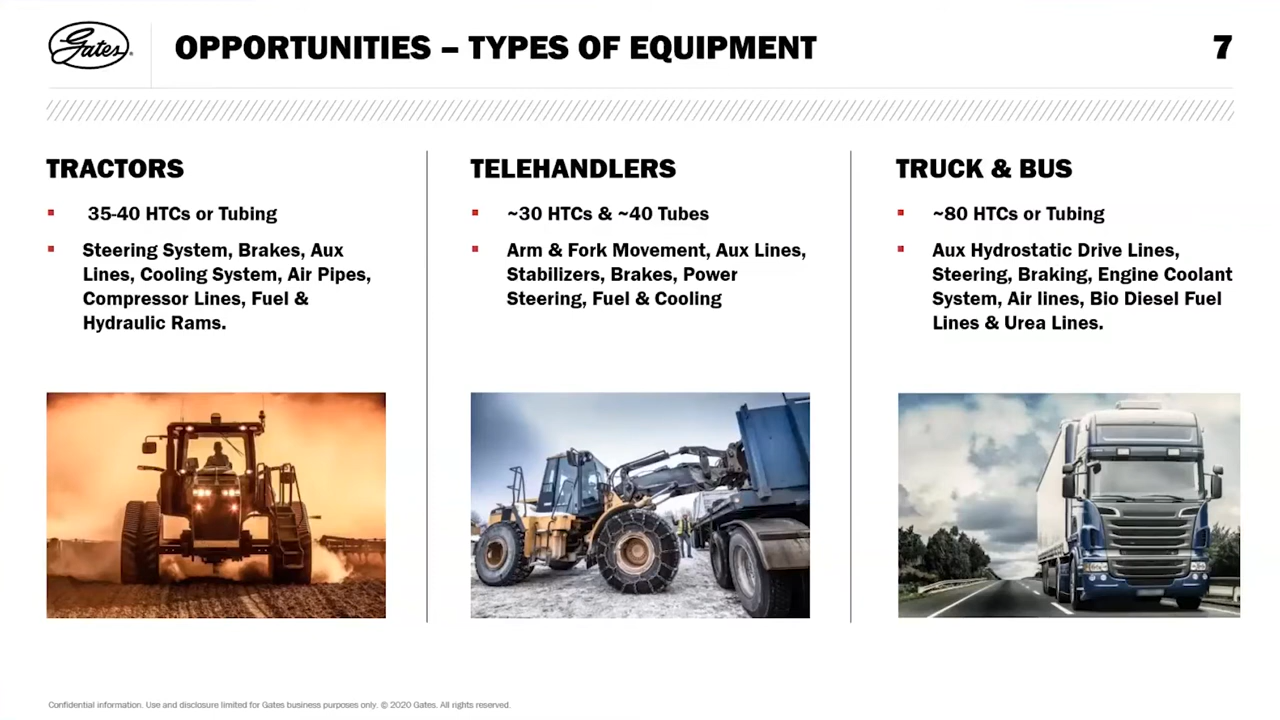 Gates
OPPORTUNITIES – TYPES OF EQUIPMENT
7
TRACTORS
35-40 HTCs or Tubing
Steering System, Brakes, Aux
Lines, Cooling System, Air Pipes,
Compressor Lines, Fuel &
Hydraulic Rams.
TELEHANDLERS
~30 HTCs & ~40 Tubes
Arm & Fork Movement, Aux Lines,
Stabilizers, Brakes, Power
Steering, Fuel & Cooling
TRUCK & BUS
~80 HTCs or Tubing
Aux Hydrostatic Drive Lines,
Steering, Braking, Engine Coolant
System, Air lines, Bio Diesel Fuel
Lines & Urea Lines.
Confidential information. Use and disclosure limited for Gates business purposes only. © 2020 Gates. All rights reserved.